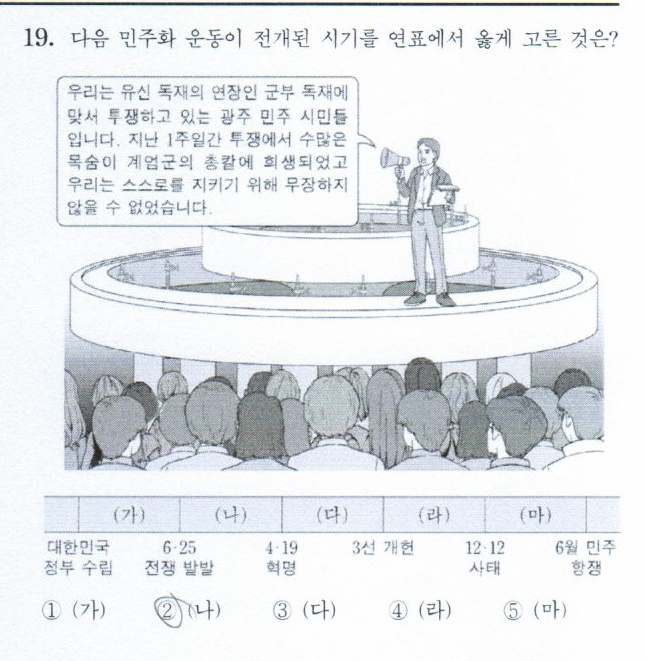 19. 다음 민주화 운동이 전개된 시기를 연표에서 옳게 고른 것은?
우리는 유신 독재의 연장인 군부 독재에
맞서 투쟁하고 있는 광주 민주 시민들
입니다. 지난 1주일간 투쟁에서 수많은
목숨이 계엄군의 총칼에 희생되었고
우리는 스스로를 지키기 위해 무장하지
않을 수 없었습니다.
(가) (나) (다) (라) (마)
대한민국 6·25 4·19 3선 개헌 12·12 6월 민주
정부 수립 전쟁 발발 혁명 사태 항쟁
① (가) ② (나) ③ (다) ④ (라) ⑤ (마)